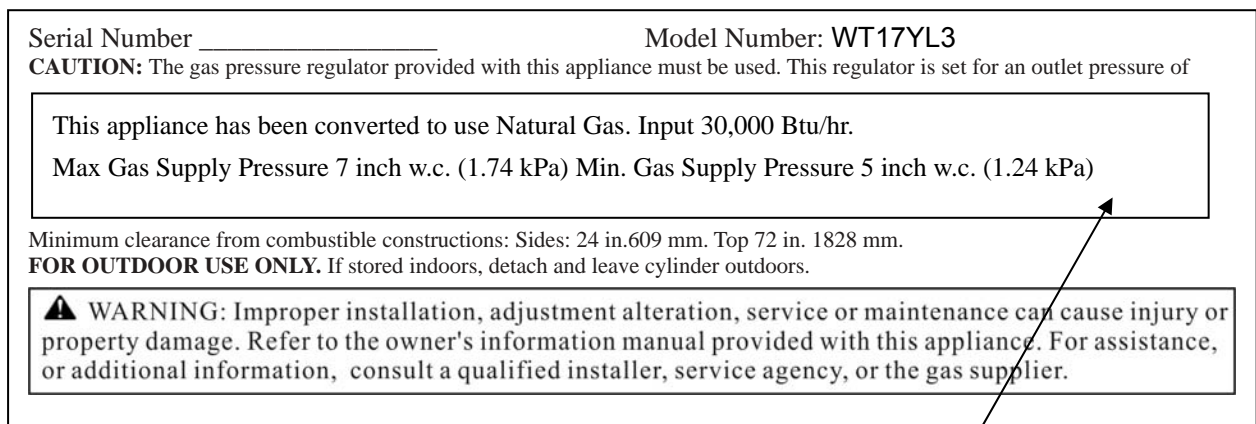 Serial Number _________________ Model Number: WT17YL3
CAUTION: The gas pressure regulator provided with this appliance must be used. This regulator is set for an outlet pressure of
This appliance has been converted to use Natural Gas. Input 30,000 Btu/hr.
Max Gas Supply Pressure 7 inch w.c. (1.74 kPa) Min. Gas Supply Pressure 5 inch w.c. (1.24 kPa)
Minimum clearance from combustible constructions: Sides: 24 in.609 mm. Top 72 in. 1828 mm.
FOR OUTDOOR USE ONLY. If stored indoors, detach and leave cylinder outdoors.
⚠ WARNING: Improper installation, adjustment alteration, service or maintenance can cause injury or
property damage. Refer to the owner's information manual provided with this appliance. For assistance,
or additional information, consult a qualified installer, service agency, or the gas supplier.